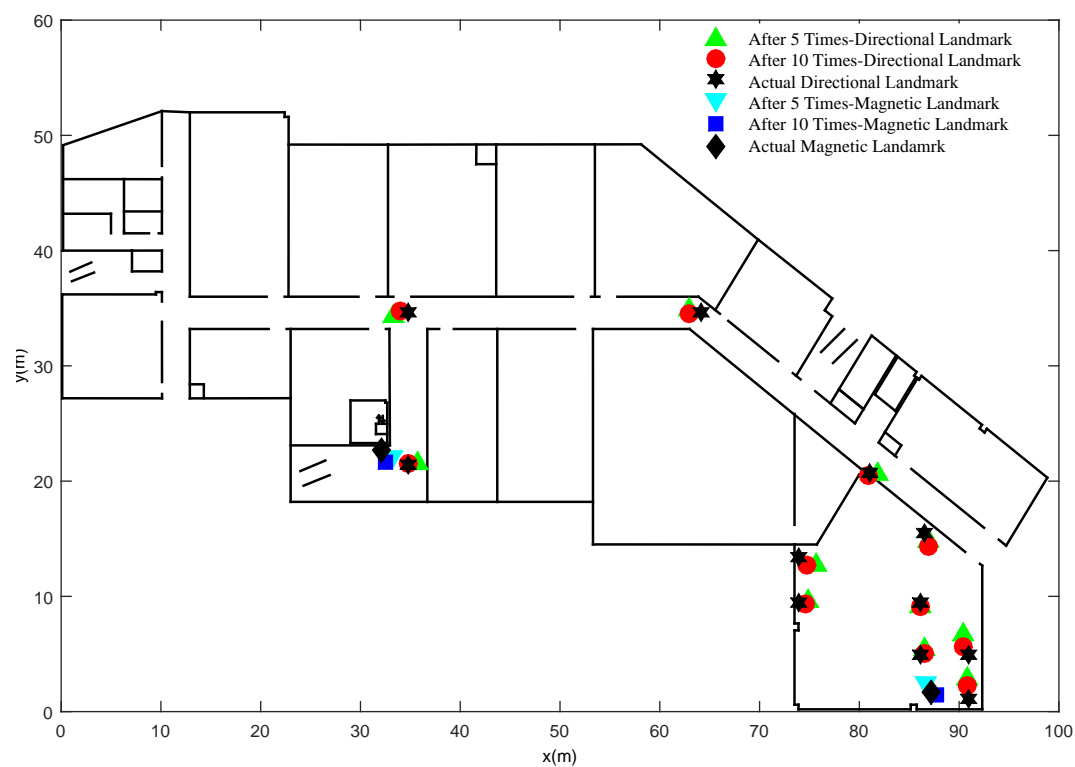 60
50
40
30
20
10
0
y(m)
After 5 Times-Directional Landmark
After 10 Times-Directional Landmark
Actual Directional Landmark
After 5 Times-Magnetic Landmark
After 10 Times-Magnetic Landmark
Actual Magnetic Landamrk
0 10 20 30 40 50 60 70 80 90 100
x(m)